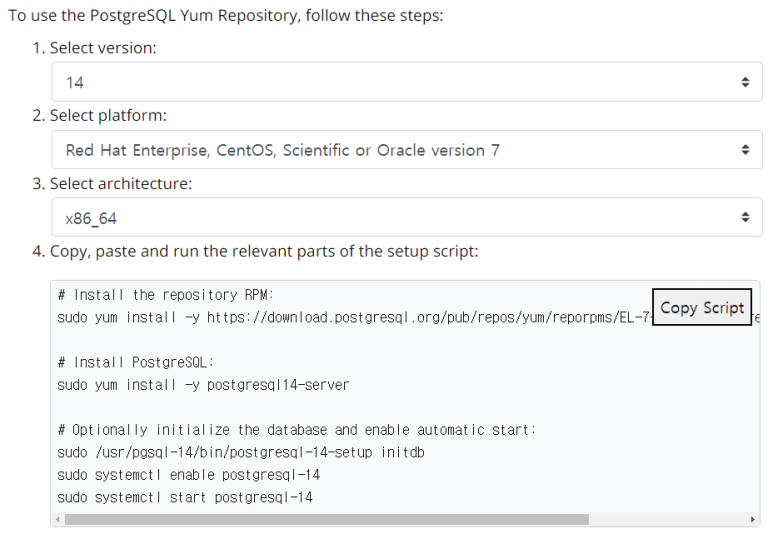 To use the PostgreSQL Yum Repository, follow these steps:
1. Select version:
14
2. Select platform:
Red Hat Enterprise, CentOS, Scientific or Oracle version 7
3. Select architecture:
x86_64
4. Copy, paste and run the relevant parts of the setup script:
Copy Script
# Install the repository RPM:
sudo yum install -y https://download.postgresql.org/pub/repos/yum/reporpms/EL-7-
# Install PostgreSQL:
sudo yum install -y postgresql14-server
# Optionally initialize the database and enable automatic start:
sudo /usr/pgsql-14/bin/postgresql-14-setup initdb
sudo systemctl enable postgresql-14
sudo systemctl start postgresql-14